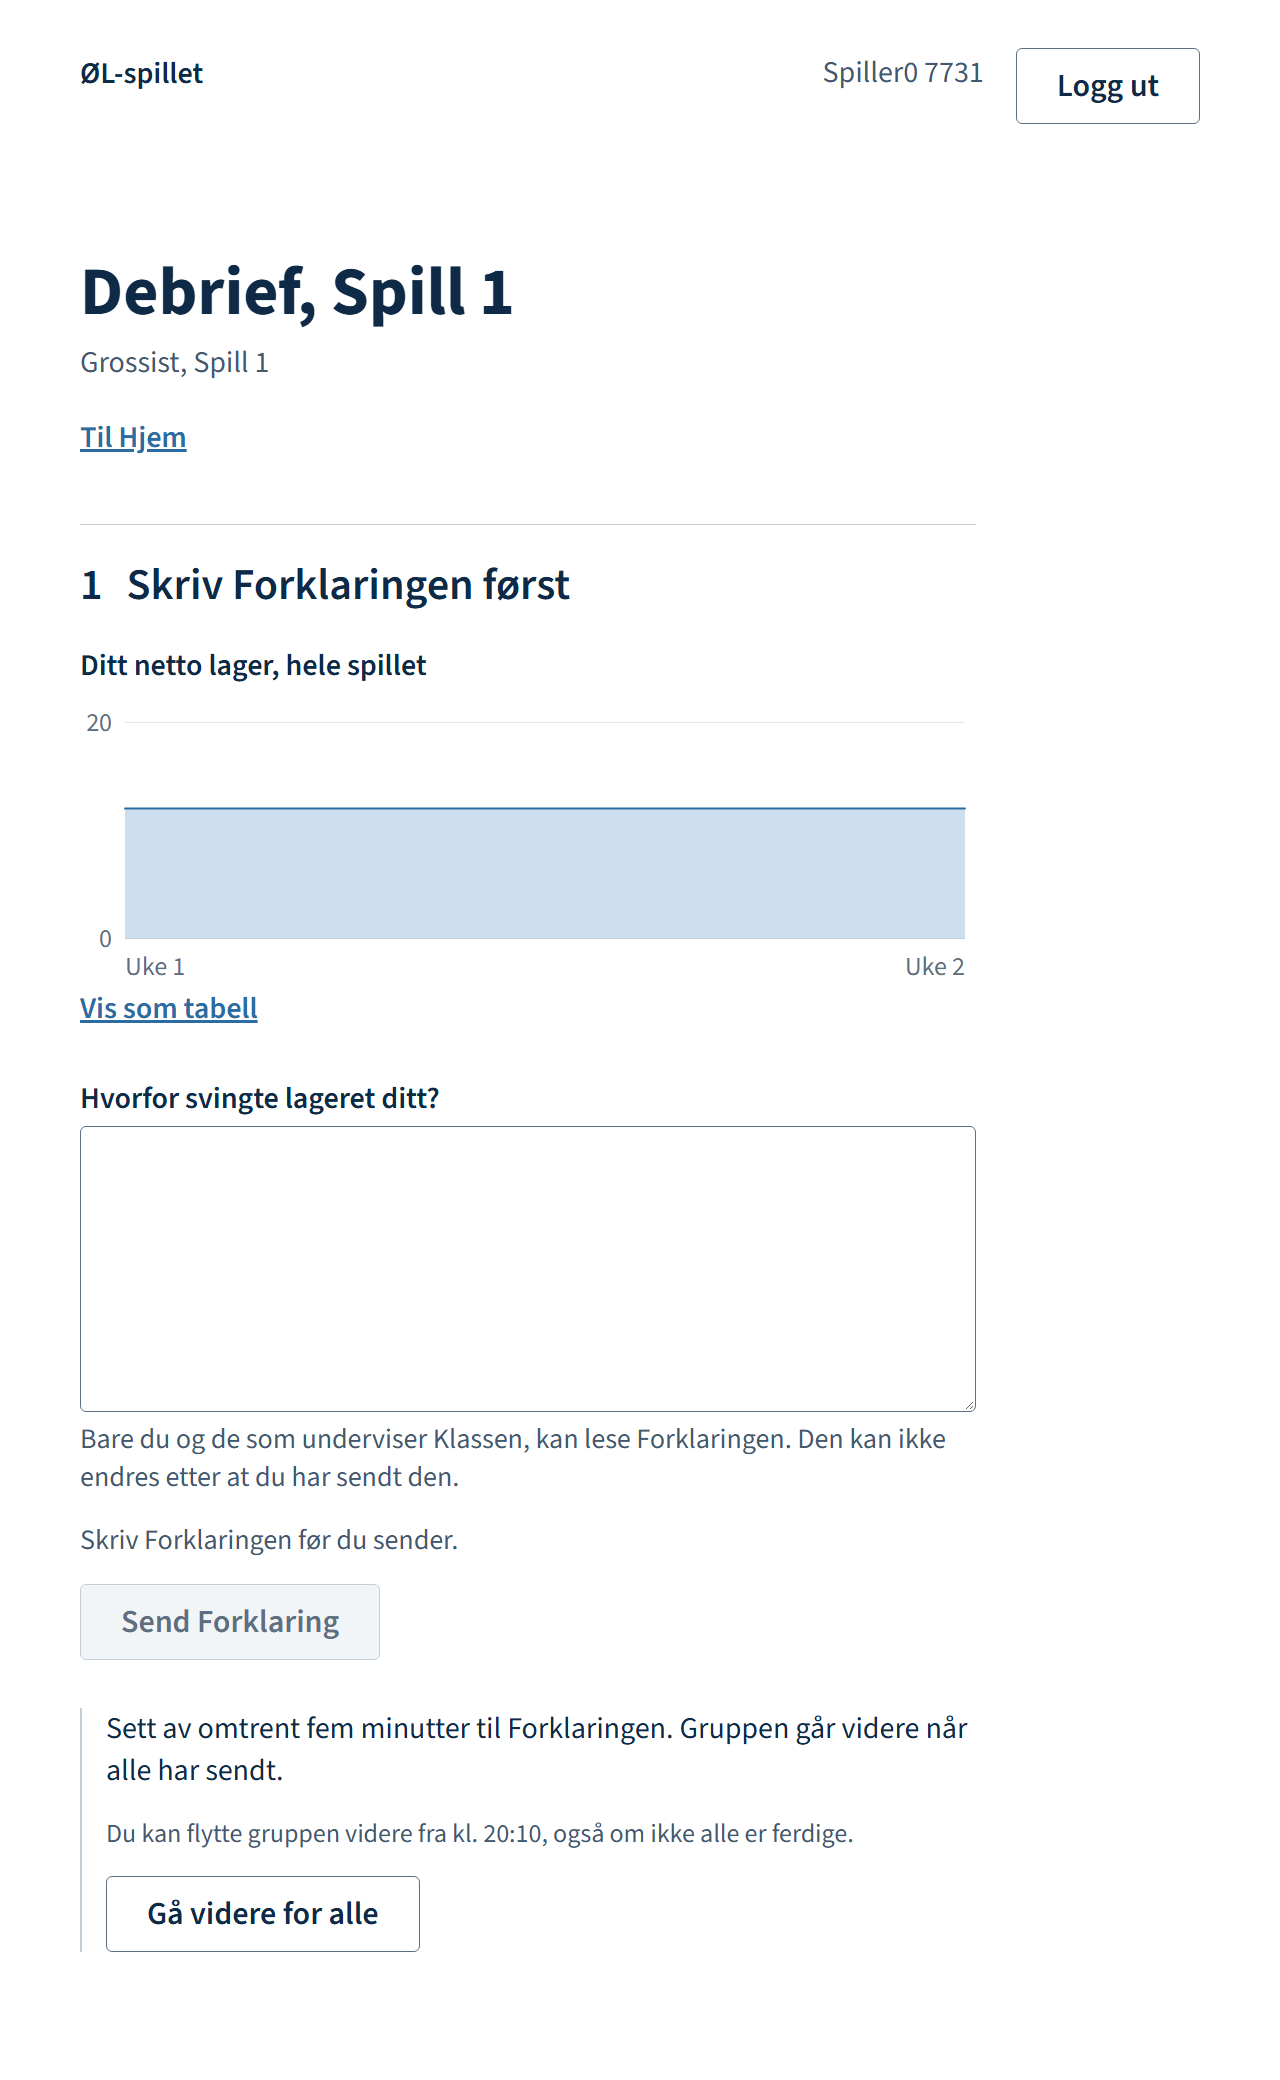 ØL-spillet
Spiller0 7731
Logg ut
Debrief, Spill 1
Grossist, Spill 1
Til Hjem
1 Skriv Forklaringen først
Ditt netto lager, hele spillet
20
0
Uke 1
Uke 2
Vis som tabell
Hvorfor svingte lageret ditt?
Bare du og de som underviser Klassen, kan lese Forklaringen. Den kan ikke
endres etter at du har sendt den.
Skriv Forklaringen før du sender.
Send Forklaring
Sett av omtrent fem minutter til Forklaringen. Gruppen går videre når
alle har sendt.
Du kan flytte gruppen videre fra kl. 20:10, også om ikke alle er ferdige.
Gå videre for alle